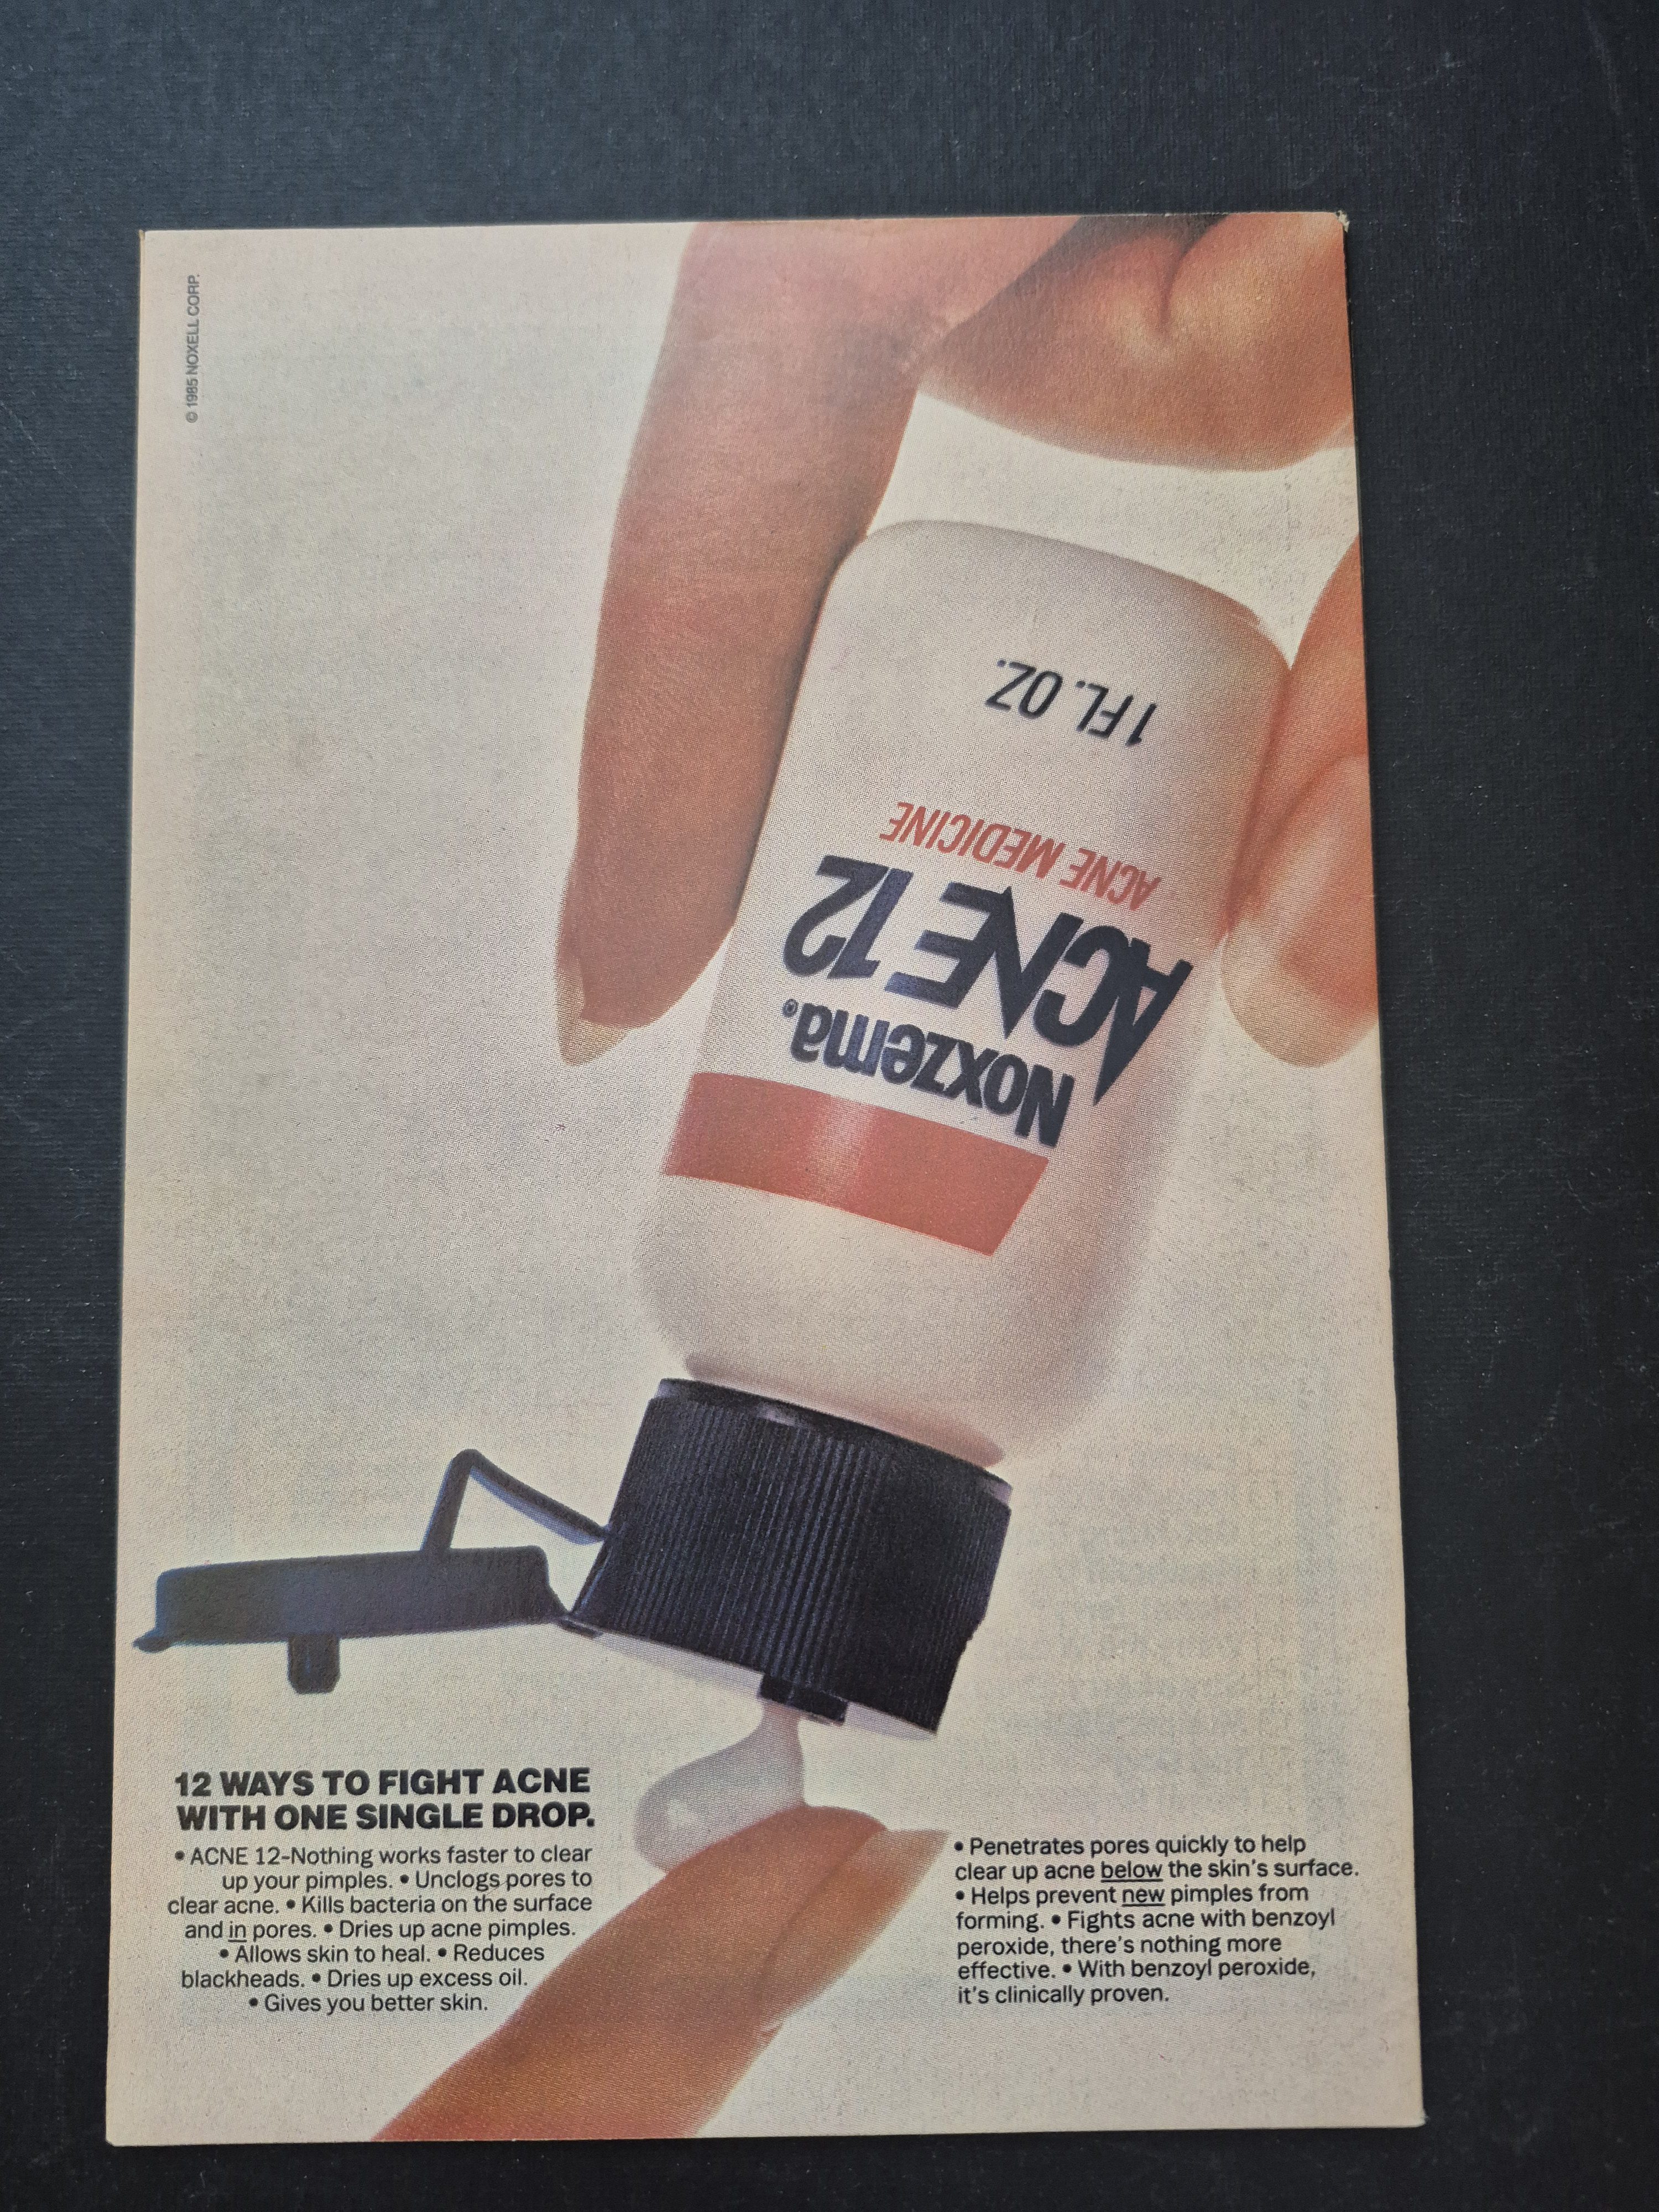 © 1985 NOXELL CORP.
1 FL. OZ.
ACNE MEDICINE
ACNE 12
Noxzema®
12 WAYS TO FIGHT ACNE
WITH ONE SINGLE DROP.
• ACNE 12-Nothing works faster to clear
up your pimples. • Unclogs pores to
clear acne. • Kills bacteria on the surface
and in pores. • Dries up acne pimples.
• Allows skin to heal. • Reduces
blackheads. • Dries up excess oil.
• Gives you better skin.
• Penetrates pores quickly to help
clear up acne below the skin's surface.
• Helps prevent new pimples from
forming. • Fights acne with benzoyl
peroxide, there's nothing more
effective. • With benzoyl peroxide,
it's clinically proven.